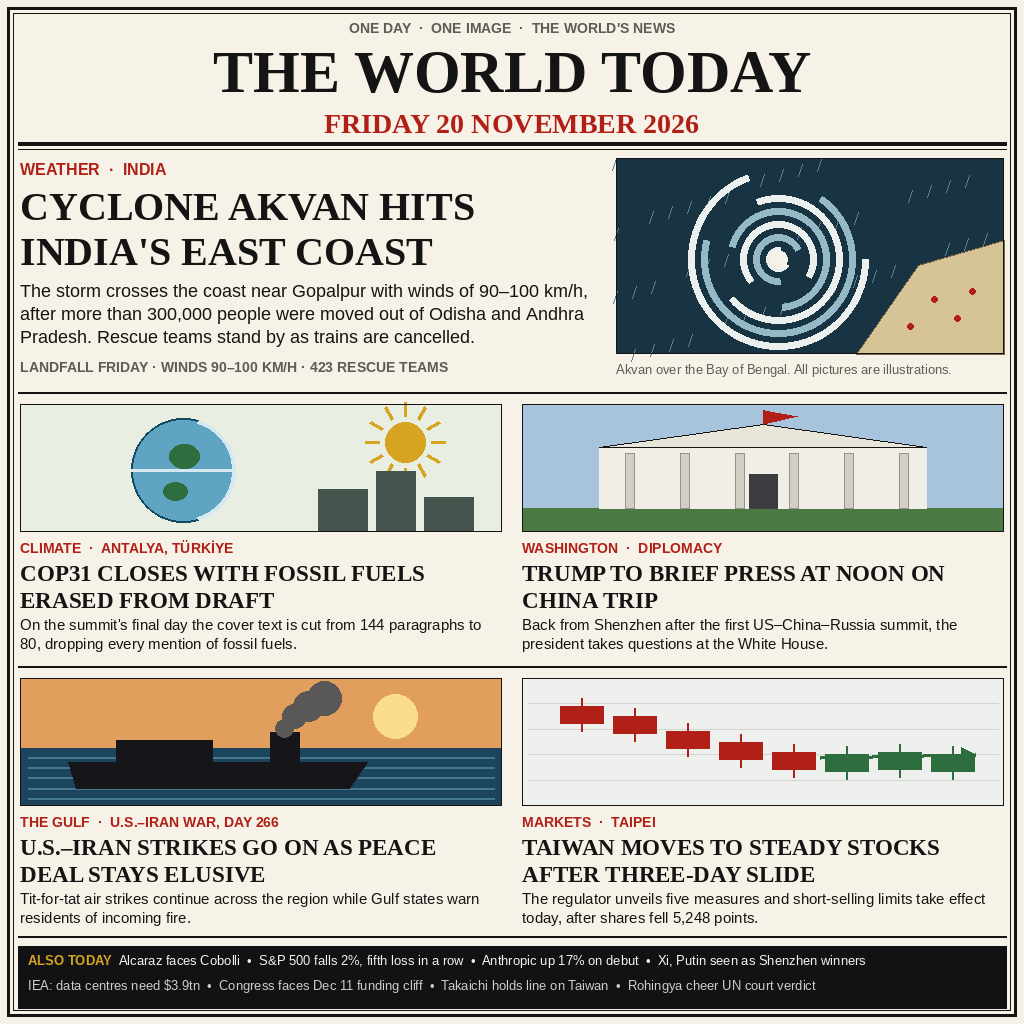 ONE DAY · ONE IMAGE · THE WORLD'S NEWS
THE WORLD TODAY
FRIDAY 20 NOVEMBER 2026
WEATHER · INDIA
CYCLONE AKVAN HITS
INDIA'S EAST COAST
The storm crosses the coast near Gopalpur with winds of 90–100 km/h,
after more than 300,000 people were moved out of Odisha and Andhra
Pradesh. Rescue teams stand by as trains are cancelled.
LANDFALL FRIDAY · WINDS 90–100 KM/H · 423 RESCUE TEAMS
Akvan over the Bay of Bengal. All pictures are illustrations.
CLIMATE · ANTALYA, TÜRKİYE
COP31 CLOSES WITH FOSSIL FUELS
ERASED FROM DRAFT
On the summit's final day the cover text is cut from 144 paragraphs to
80, dropping every mention of fossil fuels.
WASHINGTON · DIPLOMACY
TRUMP TO BRIEF PRESS AT NOON ON
CHINA TRIP
Back from Shenzhen after the first US–China–Russia summit, the
president takes questions at the White House.
THE GULF · U.S.–IRAN WAR, DAY 266
U.S.–IRAN STRIKES GO ON AS PEACE
DEAL STAYS ELUSIVE
Tit-for-tat air strikes continue across the region while Gulf states warn
residents of incoming fire.
MARKETS · TAIPEI
TAIWAN MOVES TO STEADY STOCKS
AFTER THREE-DAY SLIDE
The regulator unveils five measures and short-selling limits take effect
today, after shares fell 5,248 points.
ALSO TODAY Alcaraz faces Cobolli • S&P 500 falls 2%, fifth loss in a row • Anthropic up 17% on debut • Xi, Putin seen as Shenzhen winners
IEA: data centres need $3.9tn • Congress faces Dec 11 funding cliff • Takaichi holds line on Taiwan • Rohingya cheer UN court verdict